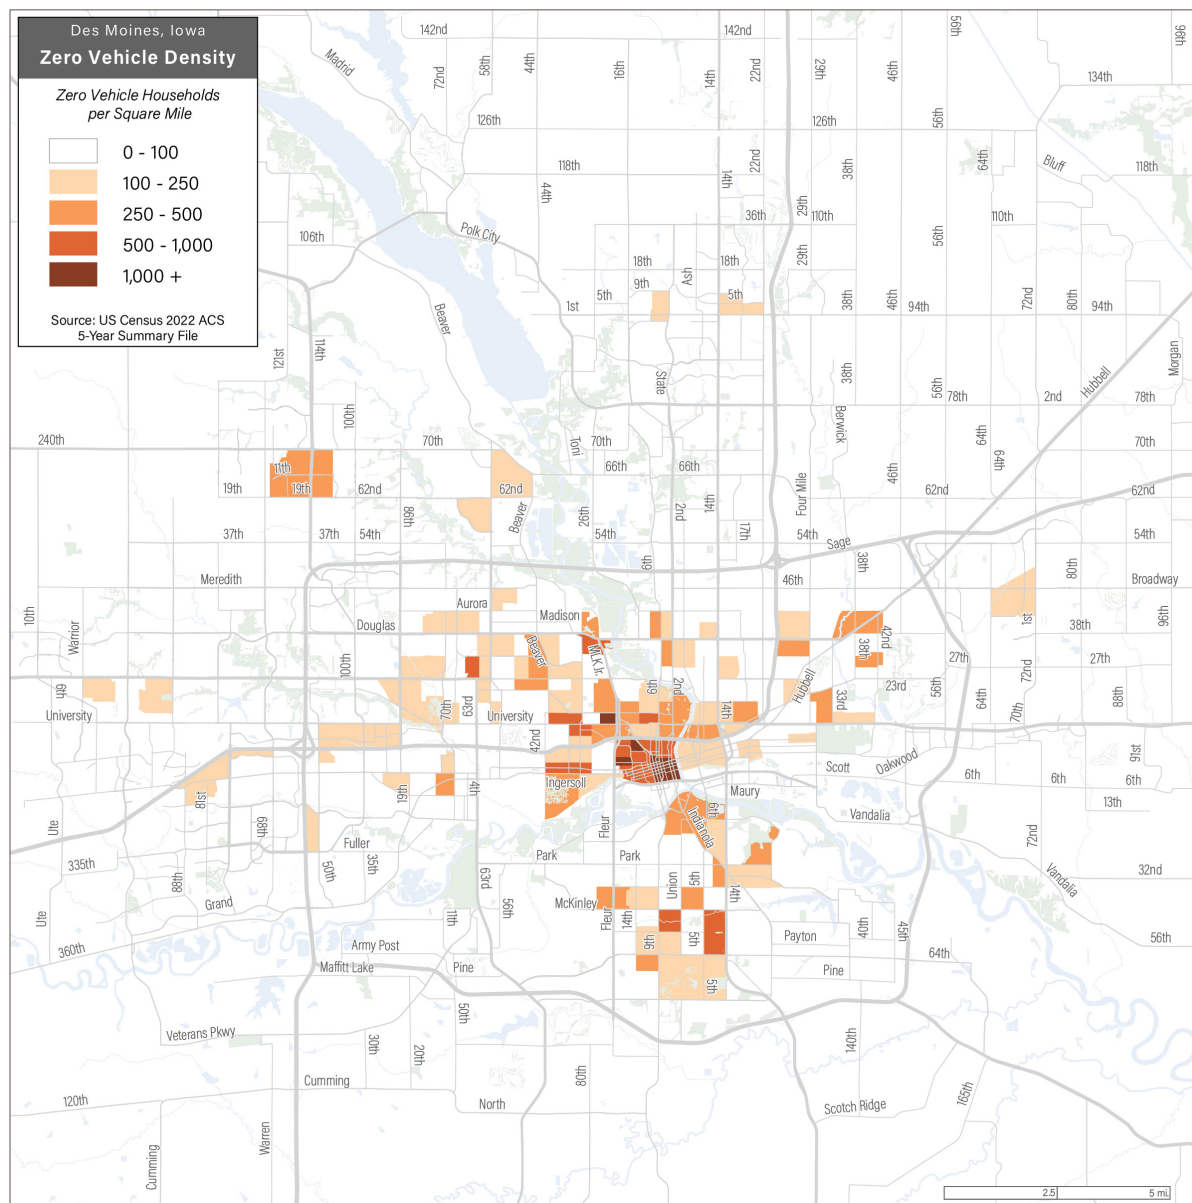 Des Moines, Iowa
Zero Vehicle Density
Zero Vehicle Households
per Square Mile
0 - 100
100 - 250
250 - 500
500 - 1,000
1,000 +
Source: US Census 2022 ACS
5-Year Summary File
142nd
142nd
56th
96th
Madrid
72nd
58th
44th
16th
14th
22nd
29th
46th
134th
126th
126th
56th
118th
22nd
38th
64th
Bluff
118th
44th
14th
36th
29th
110th
110th
106th
Polk City
56th
18th
18th
29th
9th
Ash
5th
5th
1st
38th
46th
94th
72nd
80th
94th
Beaver
121st
114th
State
38th
56th
Hubbell
Morgan
78th
2nd
78th
100th
Berwick
64th
240th
70th
Toni
70th
70th
11th
66th
66th
46th
64th
19th
19th
62nd
62nd
Four Mile
62nd
62nd
86th
Beaver
26th
2nd
14th
17th
37th
37th
54th
54th
54th
Sage
54th
6th
38th
80th
Meredith
46th
Broadway
10th
Aurora
Madison
1st
96th
Warrior
Douglas
Beaver
MLK Jr.
42nd
38th
38th
100th
27th
27th
72nd
6th
70th
63rd
6th
2nd
Hubbell
23rd
56th
64th
88th
University
University
14th
33rd
70th
42nd
91st
Scott
Oakwood
6th
6th
6th
81st
16th
4th
Ingersoll
Maury
13th
Ute
68th
Fleur
6th
Indianola
Vandalia
72nd
Fuller
335th
50th
35th
Park
Park
Vandalia
32nd
88th
63rd
Union
5th
14th
Ute
Grand
11th
56th
McKinley
Fleur
14th
40th
45th
360th
Army Post
9th
5th
Payton
64th
56th
Maffitt Lake
Pine
5th
Pine
Veterans Pkwy
50th
30th
20th
140th
80th
Cumming
165th
120th
North
Scotch Ridge
Cumming
Warren
2.5
5 mi.